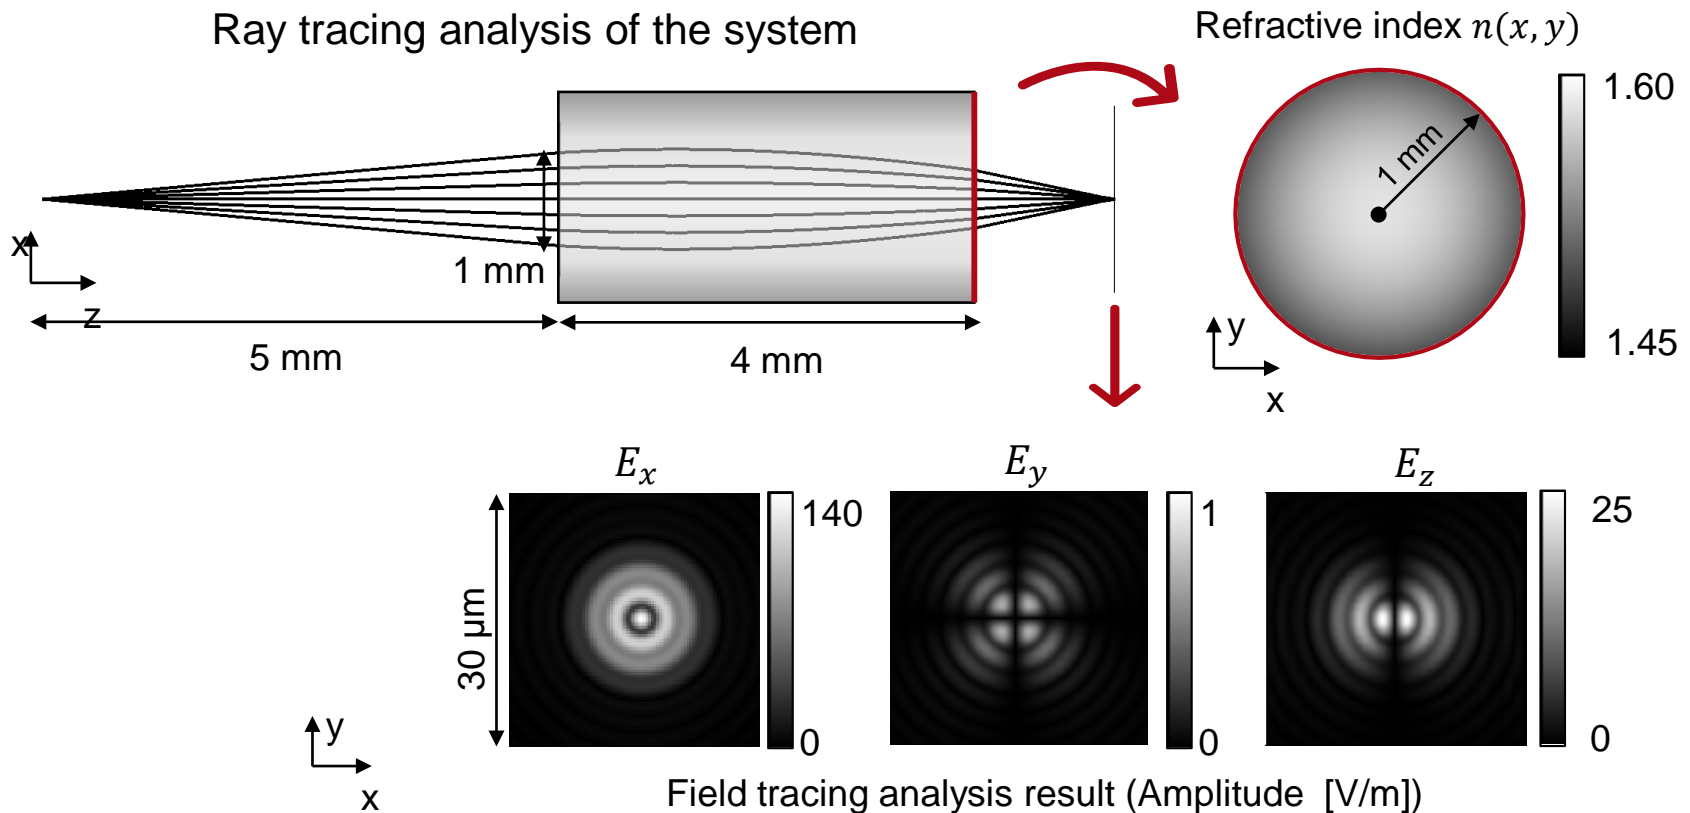 Ray tracing analysis of the system
Refractive index n(x, y)
1.60
1 mm
1.45
x
z
1 mm
5 mm
4 mm
y
x
E_x
E_y
E_z
140
0
1
0
25
0
30 μm
y
x
Field tracing analysis result (Amplitude [V/m])